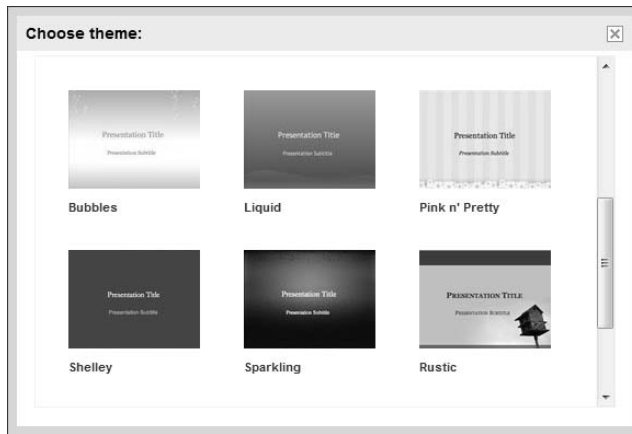 Choose theme:
Presentation Title
Presentation Subtitle
Bubbles
Presentation Title
Presentation Subtitle
Liquid
Presentation Title
Presentation Subtitle
Pink n' Pretty
Presentation Title
Presentation Subtitle
Shelley
Presentation Title
Presentation Subtitle
Sparkling
PRESENTATION TITLE
PRESENTATION SUBTITLE
Rustic